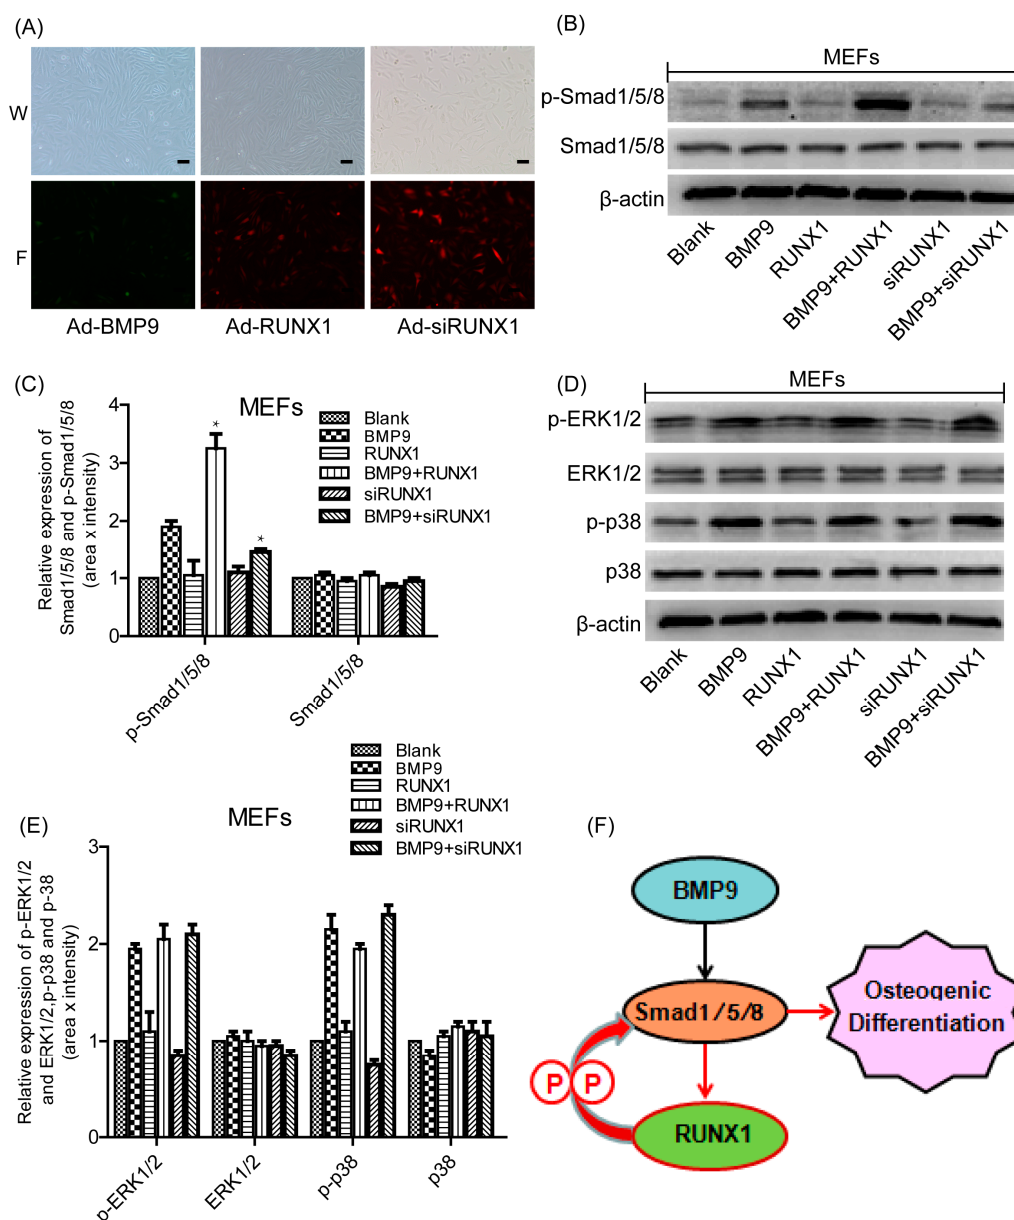 (A)
W
F
Ad-BMP9
Ad-RUNX1
Ad-siRUNX1
(B)
MEFs
p-Smad1/5/8
Smad1/5/8
β-actin
Blank
BMP9
RUNX1
BMP9+RUNX1
siRUNX1
BMP9+siRUNX1
(C)
MEFs
Relative expression of
Smad1/5/8 and p-Smad1/5/8
(area x intensity)
4
3
2
1
0
*
*
Blank
BMP9
RUNX1
BMP9+RUNX1
siRUNX1
BMP9+siRUNX1
p-Smad1/5/8
Smad1/5/8
(D)
MEFs
p-ERK1/2
ERK1/2
p-p38
p38
β-actin
Blank
BMP9
RUNX1
BMP9+RUNX1
siRUNX1
BMP9+siRUNX1
(E)
MEFs
Blank
BMP9
RUNX1
BMP9+RUNX1
siRUNX1
BMP9+siRUNX1
Relative expression of p-ERK1/2
and ERK1/2,p-p38 and p-38
(area x intensity)
3
2
1
0
p-ERK1/2
ERK1/2
p-p38
p38
(F)
BMP9
Smad1/5/8
Osteogenic
Differentiation
P P
RUNX1